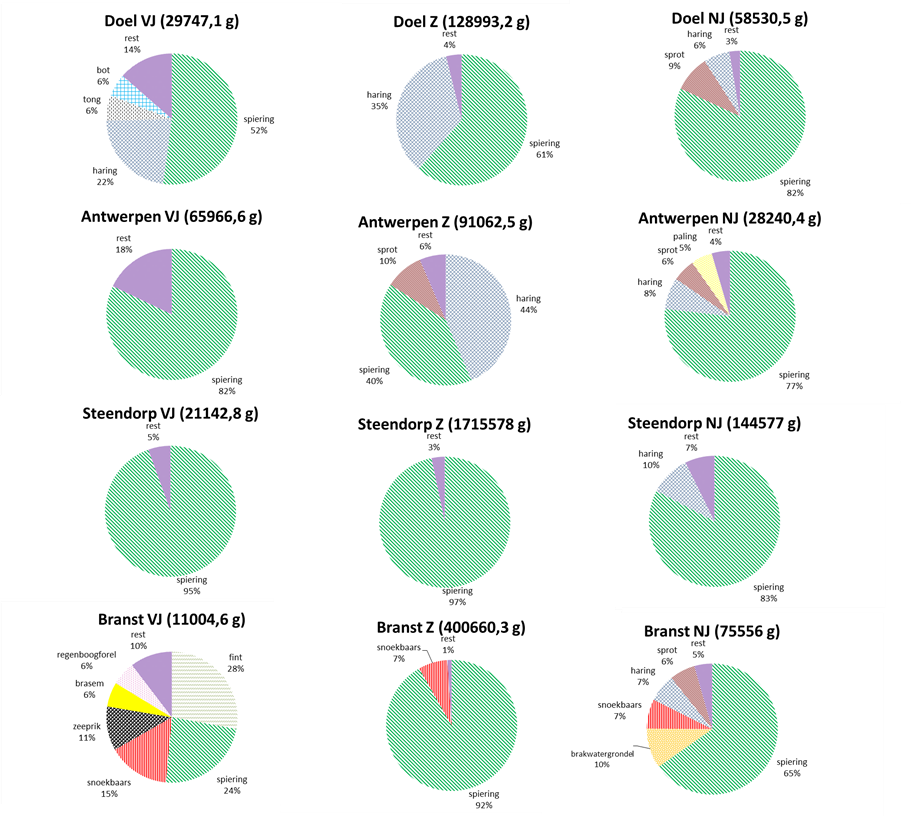 Doel VJ (29747,1 g)
rest
14%
bot
6%
tong
6%
haring
22%
spiering
52%
Doel Z (128993,2 g)
rest
4%
haring
35%
spiering
61%
Doel NJ (58530,5 g)
rest
3%
haring
6%
sprot
9%
spiering
82%
Antwerpen VJ (65966,6 g)
rest
18%
spiering
82%
Antwerpen Z (91062,5 g)
rest
6%
sprot
10%
haring
44%
spiering
40%
Antwerpen NJ (28240,4 g)
rest
4%
paling
5%
sprot
6%
haring
8%
spiering
77%
Steendorp VJ (21142,8 g)
rest
5%
spiering
95%
Steendorp Z (1715578 g)
rest
3%
spiering
97%
Steendorp NJ (144577 g)
rest
7%
haring
10%
spiering
83%
Branst VJ (11004,6 g)
rest
10%
regenboogforel
6%
brasem
6%
zeeprik
11%
snoekbaars
15%
fint
28%
spiering
24%
Branst Z (400660,3 g)
rest
1%
snoekbaars
7%
spiering
92%
Branst NJ (75556 g)
rest
5%
sprot
6%
haring
7%
snoekbaars
7%
brakwatergrondel
10%
spiering
65%